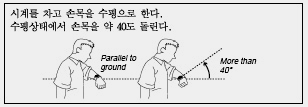 시계를 차고 손목을 수평으로 한다.
수평상태에서 손목을 약 40도 돌린다.
Parallel to
ground
More than
40°